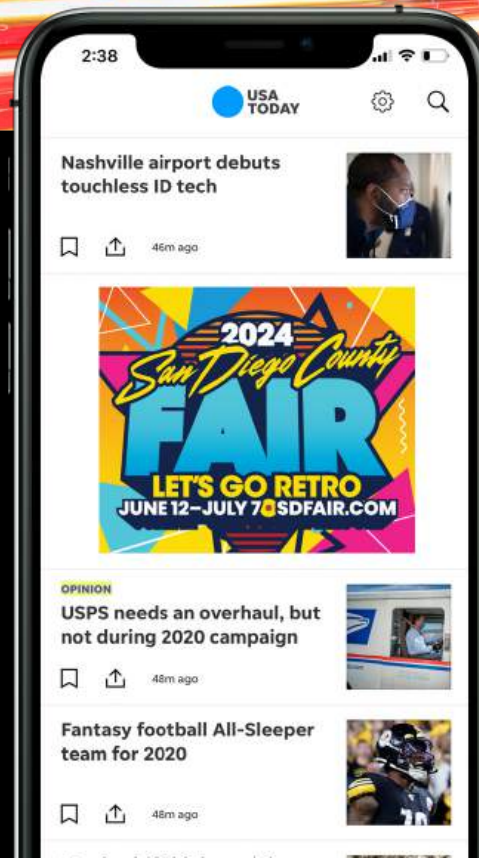 2:38
USA
TODAY
Nashville airport debuts
touchless ID tech
46m ago
2024
San Diego County
FAIR
LET'S GO RETRO
JUNE 12–JULY 7 SDFAIR.COM
OPINION
USPS needs an overhaul, but
not during 2020 campaign
48m ago
Fantasy football All-Sleeper
team for 2020
48m ago